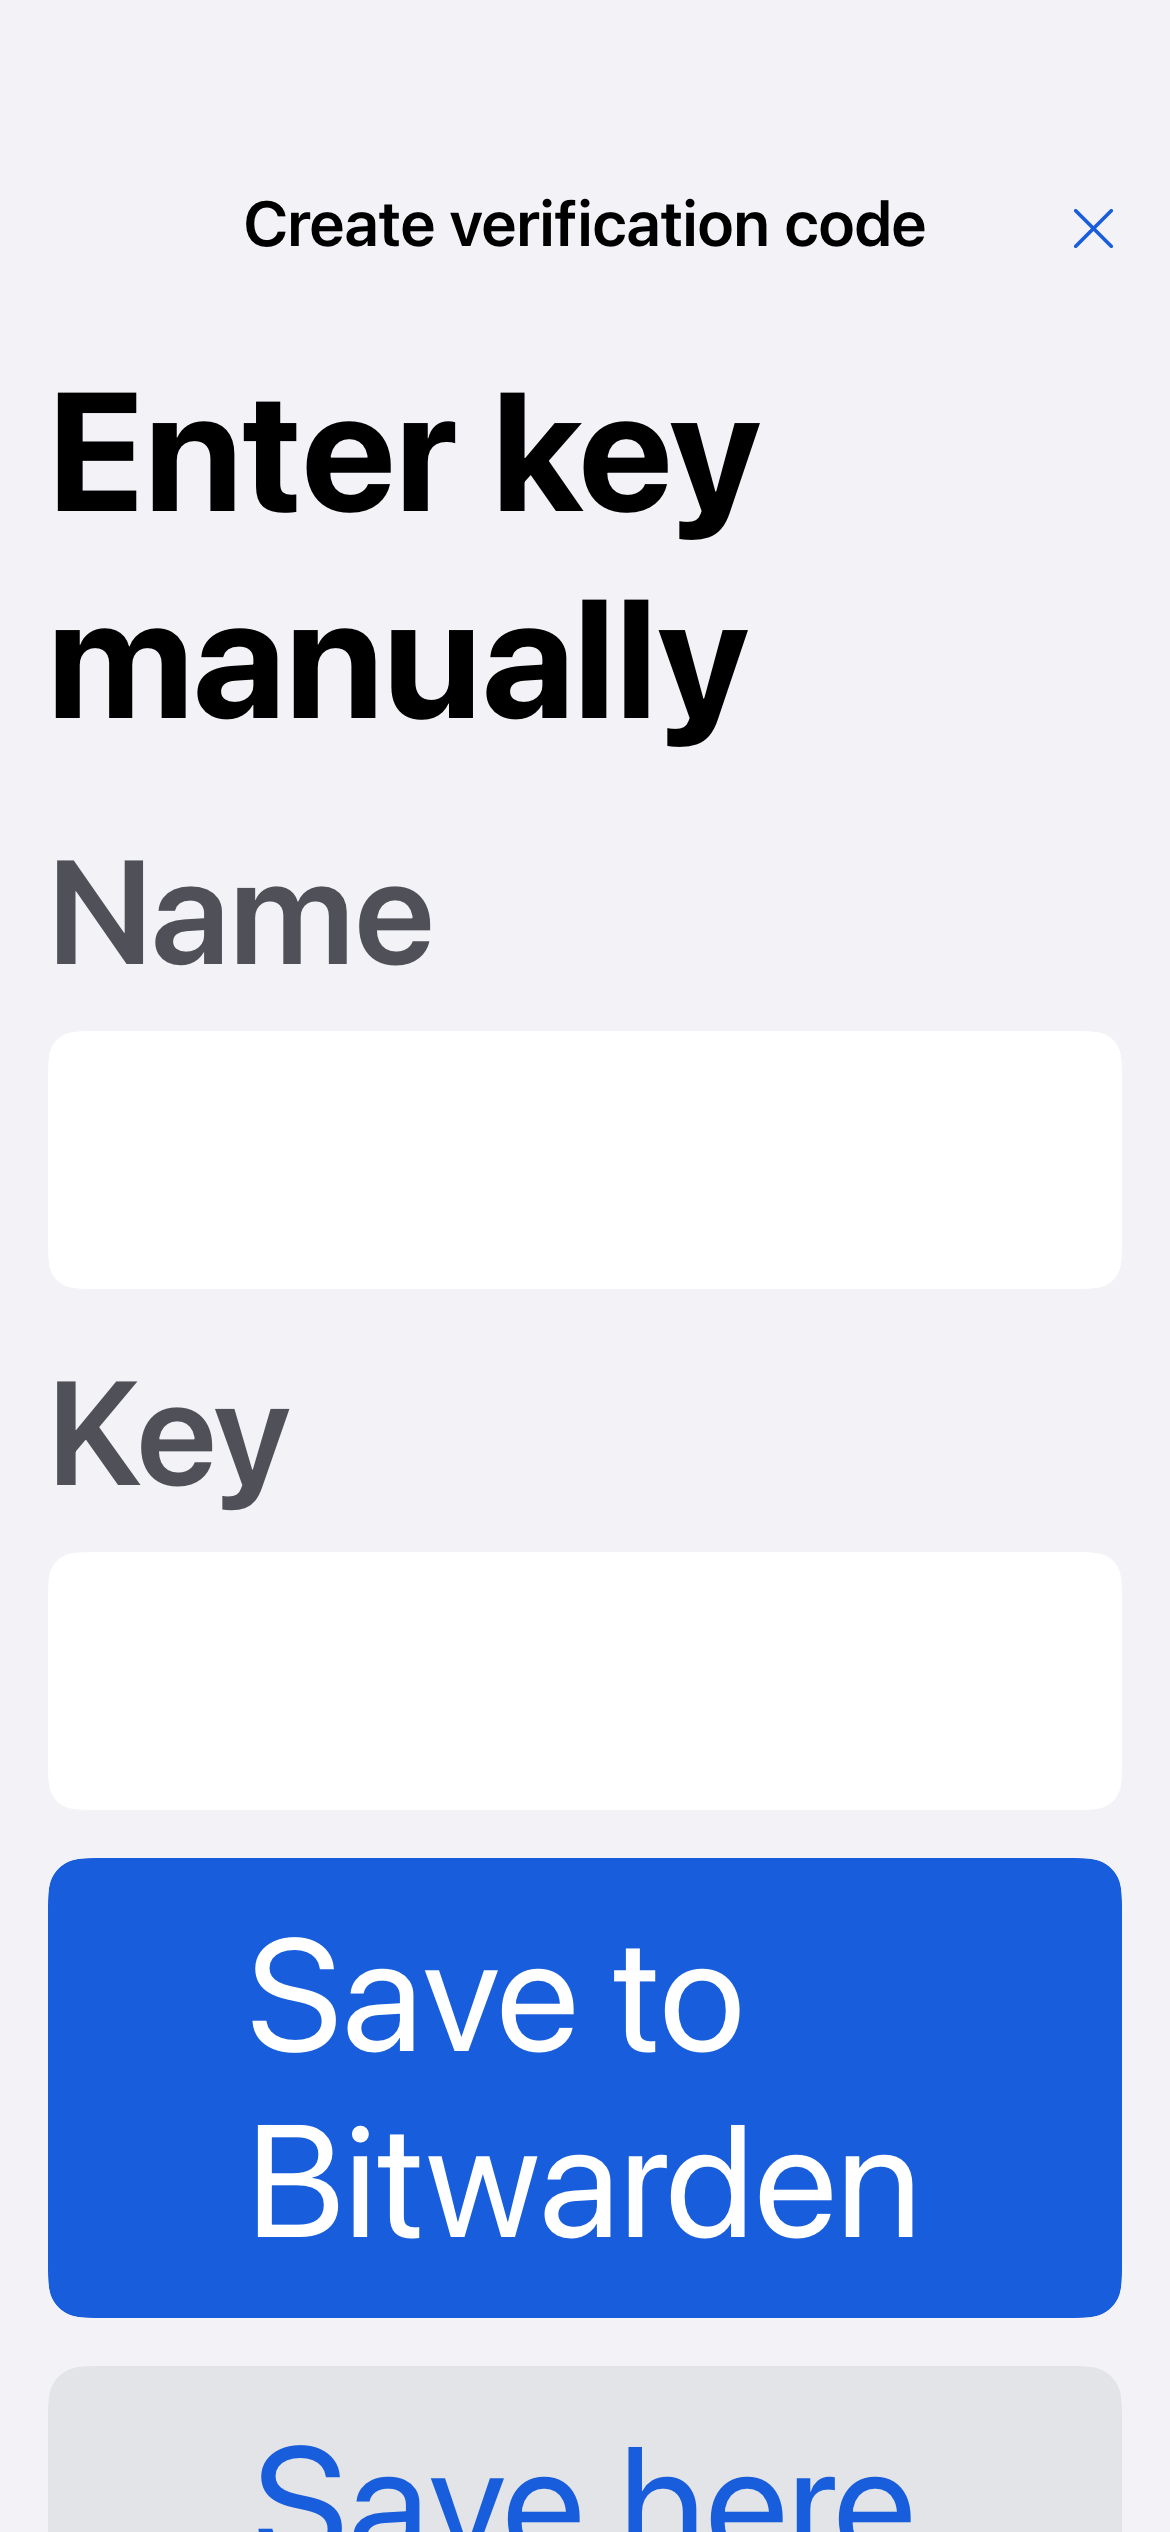 Create verification code
Enter key
manually
Name
Key
Save to
Bitwarden
Save here